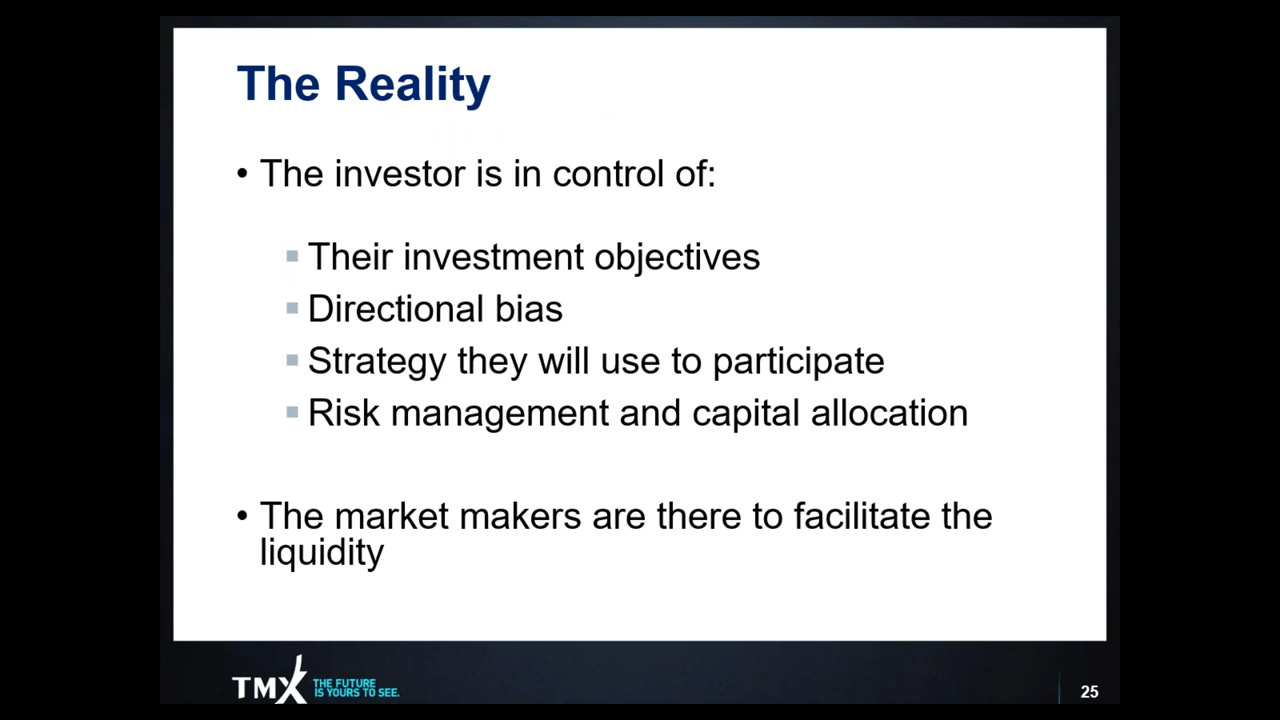 The Reality
• The investor is in control of:
▪ Their investment objectives
▪ Directional bias
▪ Strategy they will use to participate
▪ Risk management and capital allocation
• The market makers are there to facilitate the
liquidity
TMX THE FUTURE
IS YOURS TO SEE.
25